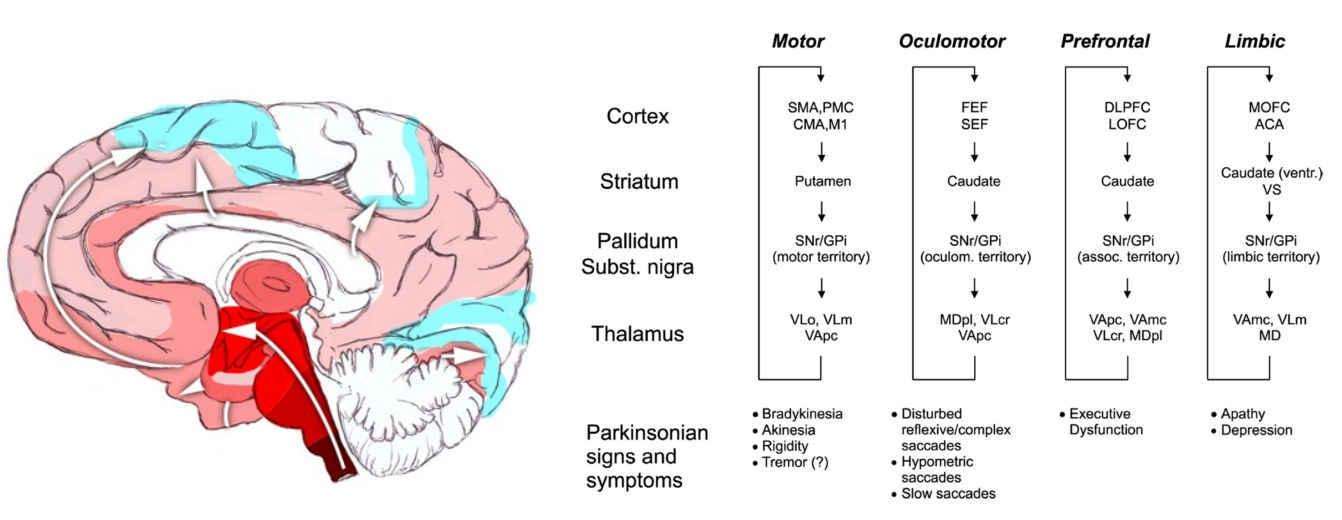 Motor Oculomotor Prefrontal Limbic
Cortex
SMA,PMC FEF DLPFC MOFC
CMA,M1 SEF LOFC ACA
Striatum
Putamen Caudate Caudate Caudate (ventr.)
VS
Pallidum
Subst. nigra
SNr/GPi SNr/GPi SNr/GPi SNr/GPi
(motor territory) (oculom. territory) (assoc. territory) (limbic territory)
Thalamus
VLo, VLm MDpl, VLcr VApc, VAmc VAmc, VLm
VApc VApc VLcr, MDpl MD
Parkinsonian
signs and
symptoms
• Bradykinesia
• Akinesia
• Rigidity
• Tremor (?)
• Disturbed
reflexive/complex
saccades
• Hypometric
saccades
• Slow saccades
• Executive
Dysfunction
• Apathy
• Depression